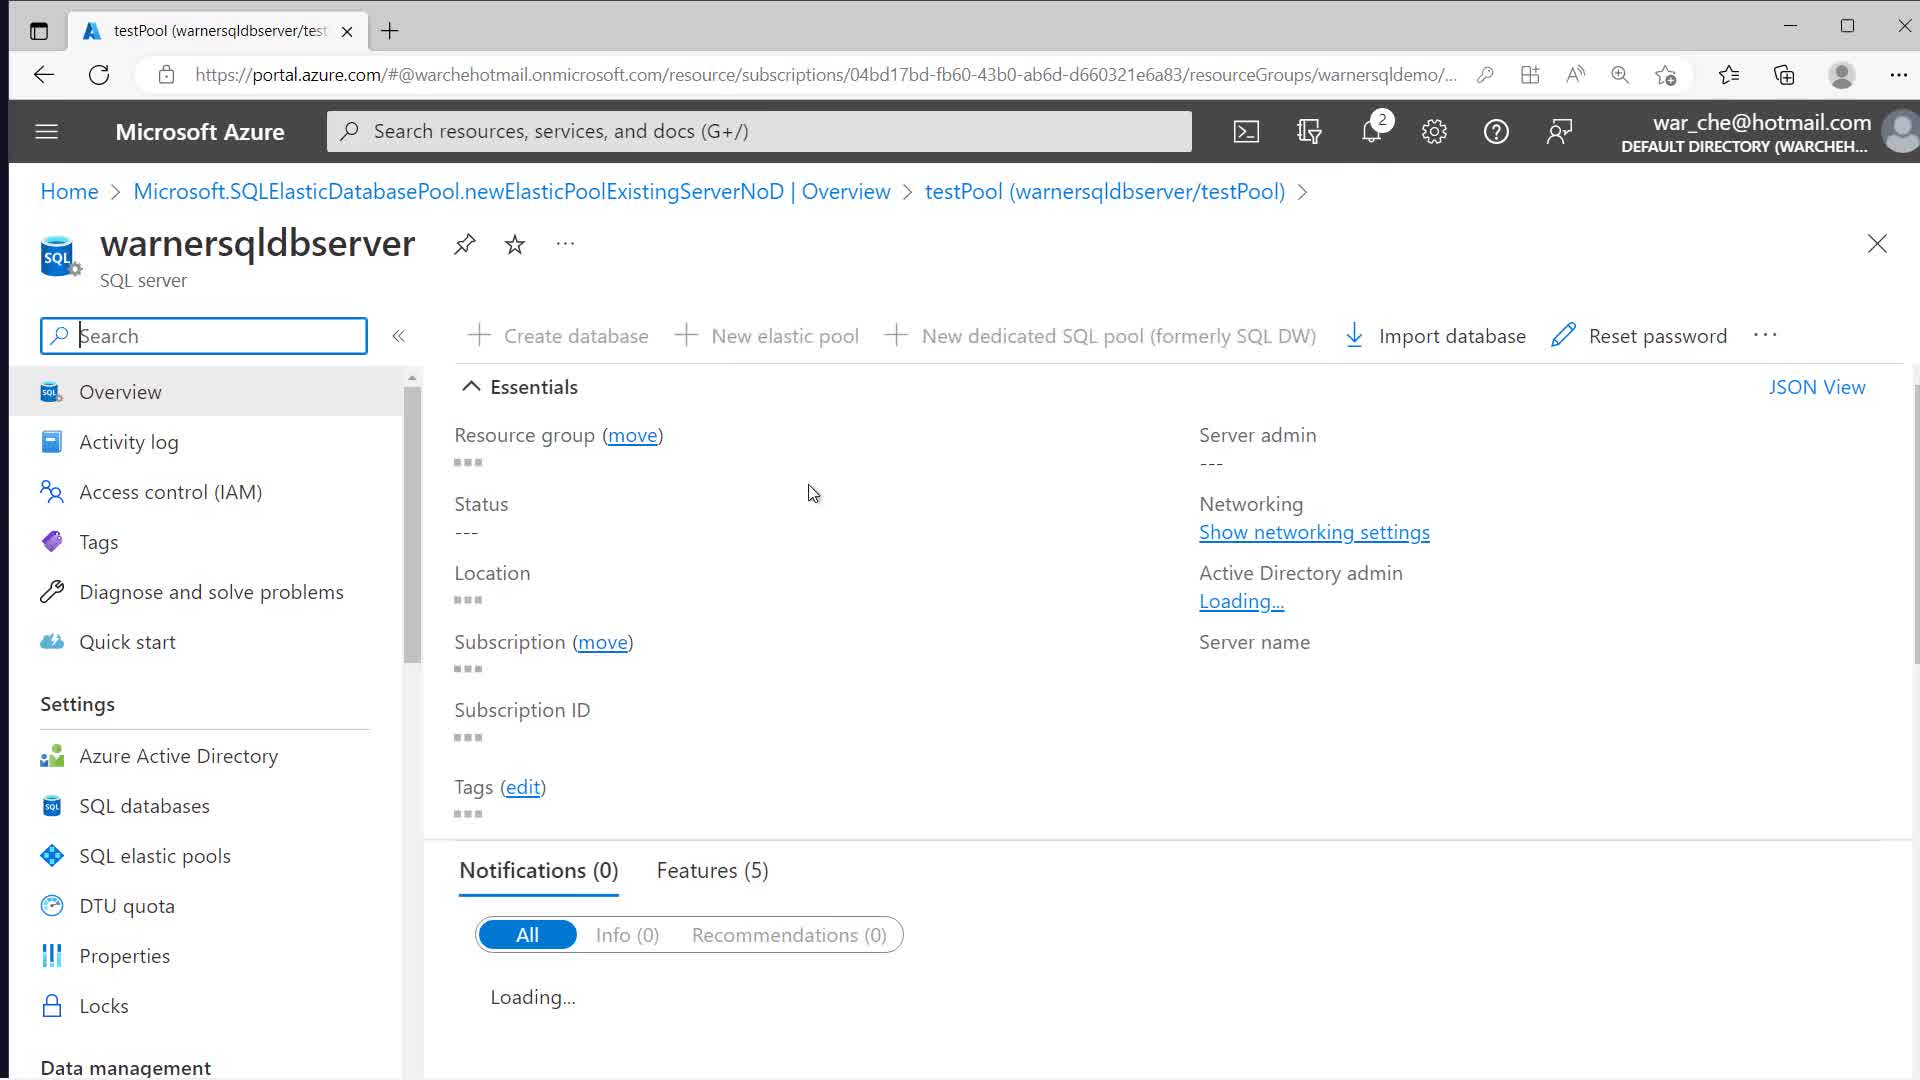 testPool (warnersqldbserver/test
https://portal.azure.com/#@warchehotmail.onmicrosoft.com/resource/subscriptions/04bd17bd-fb60-43b0-ab6d-d660321e6a83/resourceGroups/warnersqldemo/...
Microsoft Azure
Search resources, services, and docs (G+/)
2
war_che@hotmail.com
DEFAULT DIRECTORY (WARCHEH...
Home > Microsoft.SQLElasticDatabasePool.newElasticPoolExistingServerNoD | Overview > testPool (warnersqldbserver/testPool) >
SQL
warnersqldbserver
SQL server
Search
Create database
New elastic pool
New dedicated SQL pool (formerly SQL DW)
Import database
Reset password
Overview
Activity log
Access control (IAM)
Tags
Diagnose and solve problems
Quick start
Settings
Azure Active Directory
SQL databases
SQL elastic pools
DTU quota
Properties
Locks
Data management
Essentials
JSON View
Resource group (move)
Status
---
Location
Subscription (move)
Subscription ID
Tags (edit)
Server admin
---
Networking
Show networking settings
Active Directory admin
Loading...
Server name
Notifications (0)
Features (5)
All
Info (0)
Recommendations (0)
Loading...